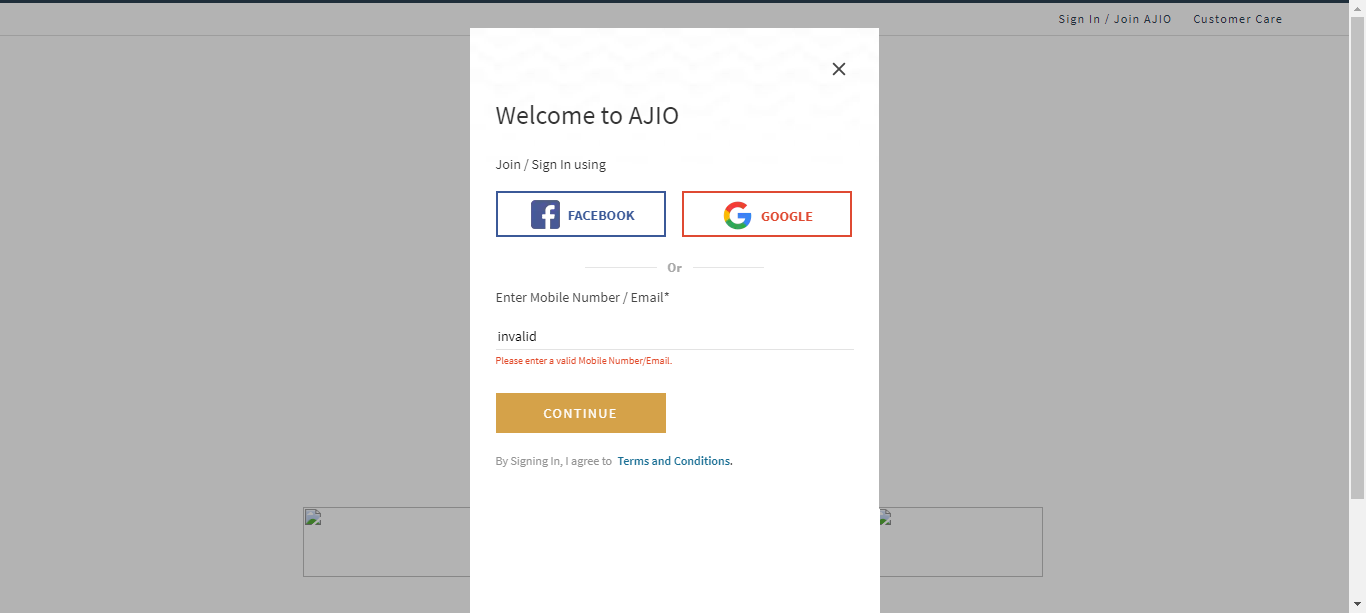 Sign In / Join AJIO Customer Care
Welcome to AJIO
Join / Sign In using
FACEBOOK GOOGLE
Or
Enter Mobile Number / Email*
invalid
Please enter a valid Mobile Number/Email.
CONTINUE
By Signing In, I agree to Terms and Conditions.